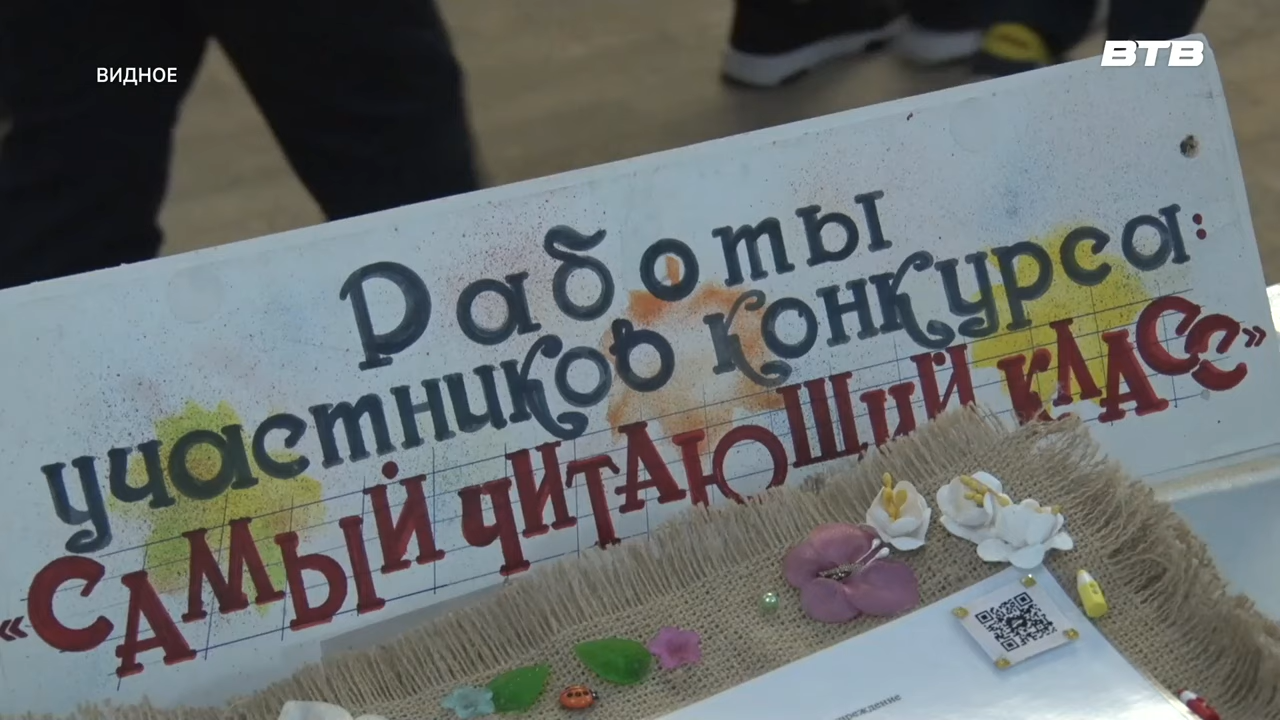 ВИДНОЕ
ВТВ
Работы
участников конкурса:
«САМЫЙ ЧИТАЮЩИЙ КЛАСС»